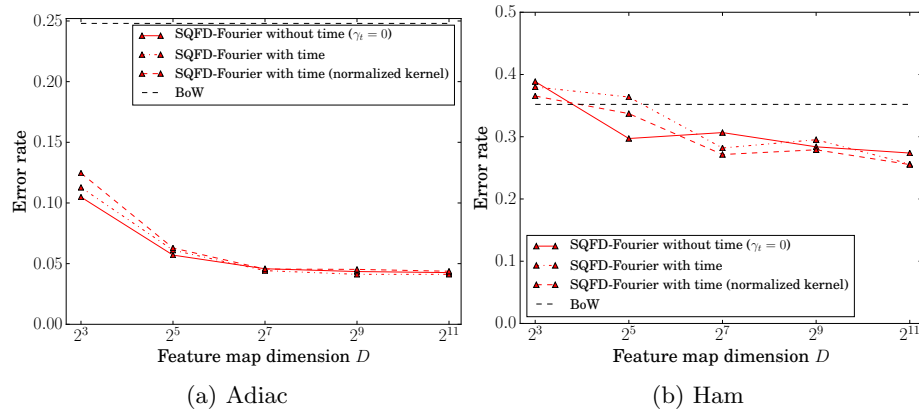 0.25
0.20
0.15
0.10
0.05
0.00
Error rate
SQFD-Fourier without time (γt = 0)
SQFD-Fourier with time
SQFD-Fourier with time (normalized kernel)
BoW
2^3 2^5 2^7 2^9 2^11
Feature map dimension D
(a) Adiac
0.5
0.4
0.3
0.2
0.1
0.0
Error rate
SQFD-Fourier without time (γt = 0)
SQFD-Fourier with time
SQFD-Fourier with time (normalized kernel)
BoW
2^3 2^5 2^7 2^9 2^11
Feature map dimension D
(b) Ham